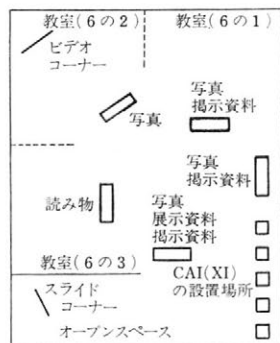 教室(6の2)
教室(6の1)
ビデオ
コーナー
写真
写真
掲示資料
写真
掲示資料
読み物
写真
展示資料
掲示資料
教室(6の3)
CAI(XI)
の設置場所
スライド
コーナー
オープンスペース